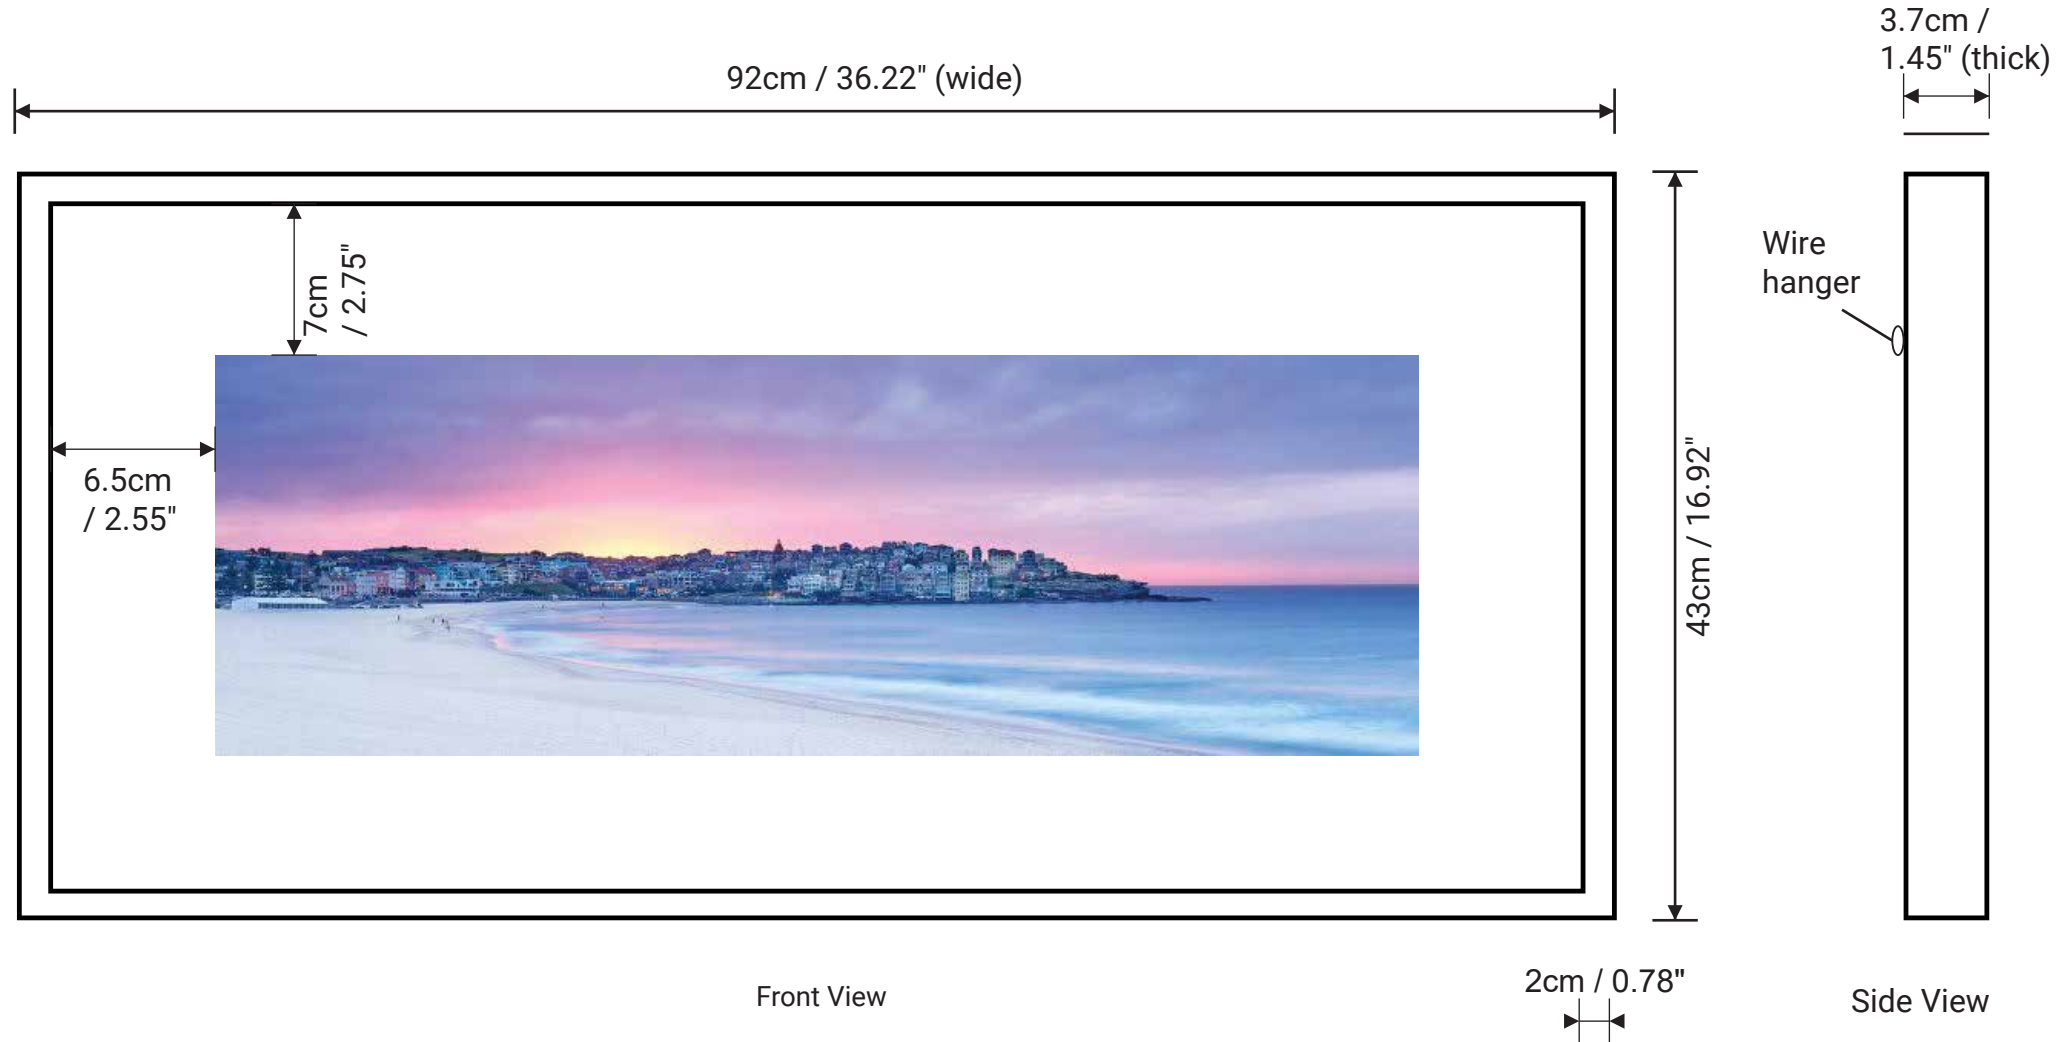 3.7cm /
1.45" (thick)
92cm / 36.22" (wide)
7cm
/ 2.75"
Wire
hanger
6.5cm
/ 2.55"
43cm / 16.92"
2cm / 0.78"
Front View
Side View